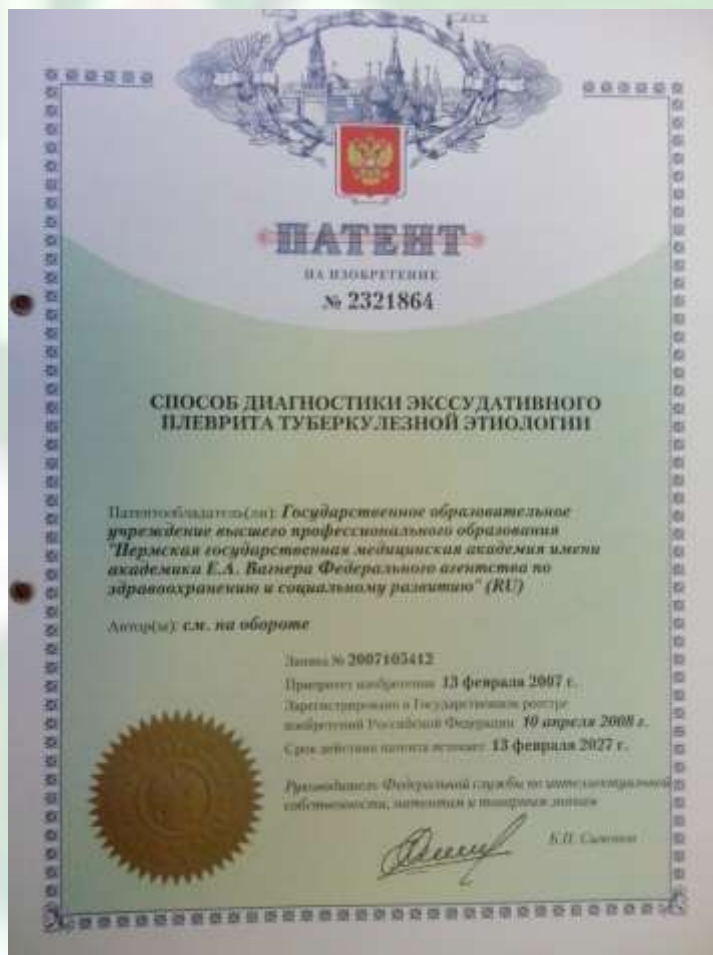 ПАТЕНТ
НА ИЗОБРЕТЕНИЕ
№ 2321864
СПОСОБ ДИАГНОСТИКИ ЭКССУДАТИВНОГО
ПЛЕВРИТА ТУБЕРКУЛЕЗНОЙ ЭТИОЛОГИИ
Патентообладатель(ли): Государственное образовательное
учреждение высшего профессионального образования
"Пермская государственная медицинская академия имени
академика Е.А. Вагнера Федерального агентства по
здравоохранению и социальному развитию" (RU)
Автор(ы): см. на обороте
Заявка № 2007105412
Приоритет изобретения 13 февраля 2007 г.
Зарегистрировано в Государственном реестре
изобретений Российской Федерации 10 апреля 2008 г.
Срок действия патента истекает 13 февраля 2027 г.
Руководитель Федеральной службы по интеллектуальной
собственности, патентам и товарным знакам
Б.П. Симонов